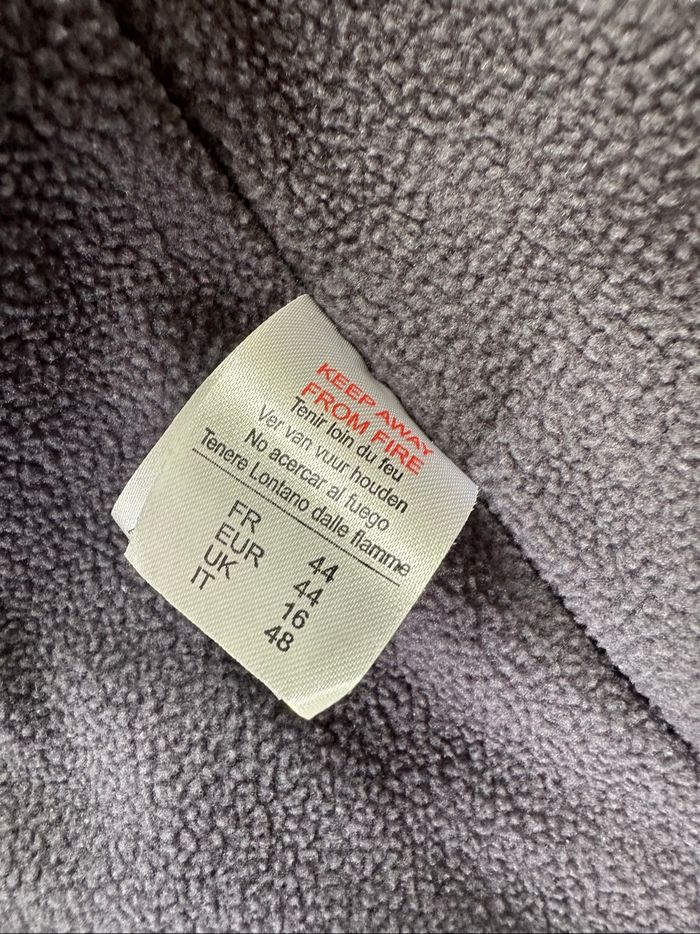 KEEP AWAY
FROM FIRE
Tenir loin du feu
Ver van vuur houden
No acercar al fuego
Tenere Lontano dalle flamme
FR 44
EUR 44
UK 16
IT 48